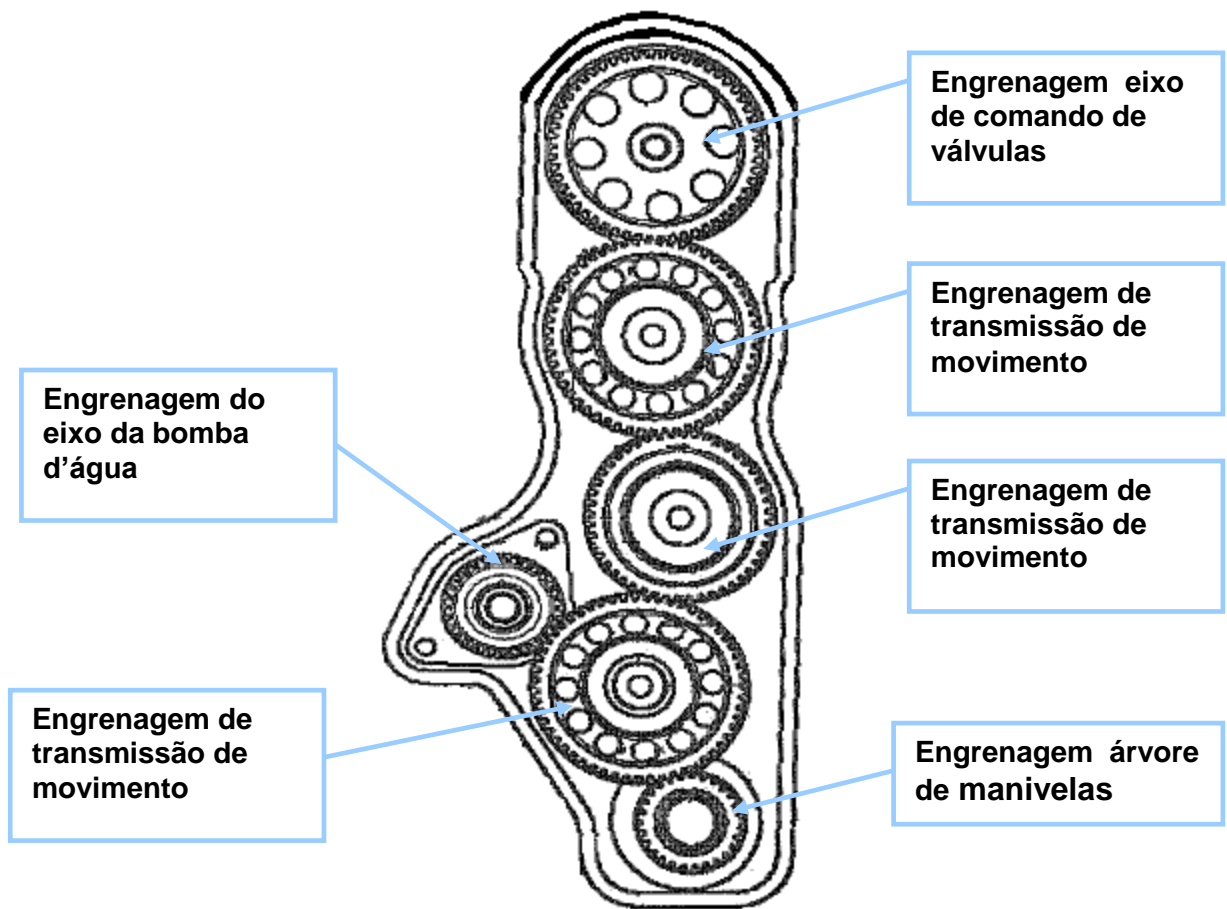 Engrenagem eixo
de comando de
válvulas
Engrenagem de
transmissão de
movimento
Engrenagem do
eixo da bomba
d’água
Engrenagem de
transmissão de
movimento
Engrenagem de
transmissão de
movimento
Engrenagem árvore
de manivelas